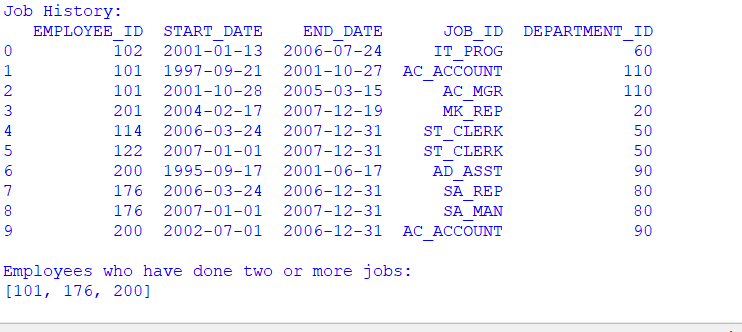 Job History:
EMPLOYEE_ID START_DATE END_DATE JOB_ID DEPARTMENT_ID
0 102 2001-01-13 2006-07-24 IT_PROG 60
1 101 1997-09-21 2001-10-27 AC_ACCOUNT 110
2 101 2001-10-28 2005-03-15 AC_MGR 110
3 201 2004-02-17 2007-12-19 MK_REP 20
4 114 2006-03-24 2007-12-31 ST_CLERK 50
5 122 2007-01-01 2007-12-31 ST_CLERK 50
6 200 1995-09-17 2001-06-17 AD_ASST 90
7 176 2006-03-24 2006-12-31 SA_REP 80
8 176 2007-01-01 2007-12-31 SA_MAN 80
9 200 2002-07-01 2006-12-31 AC_ACCOUNT 90
Employees who have done two or more jobs:
[101, 176, 200]